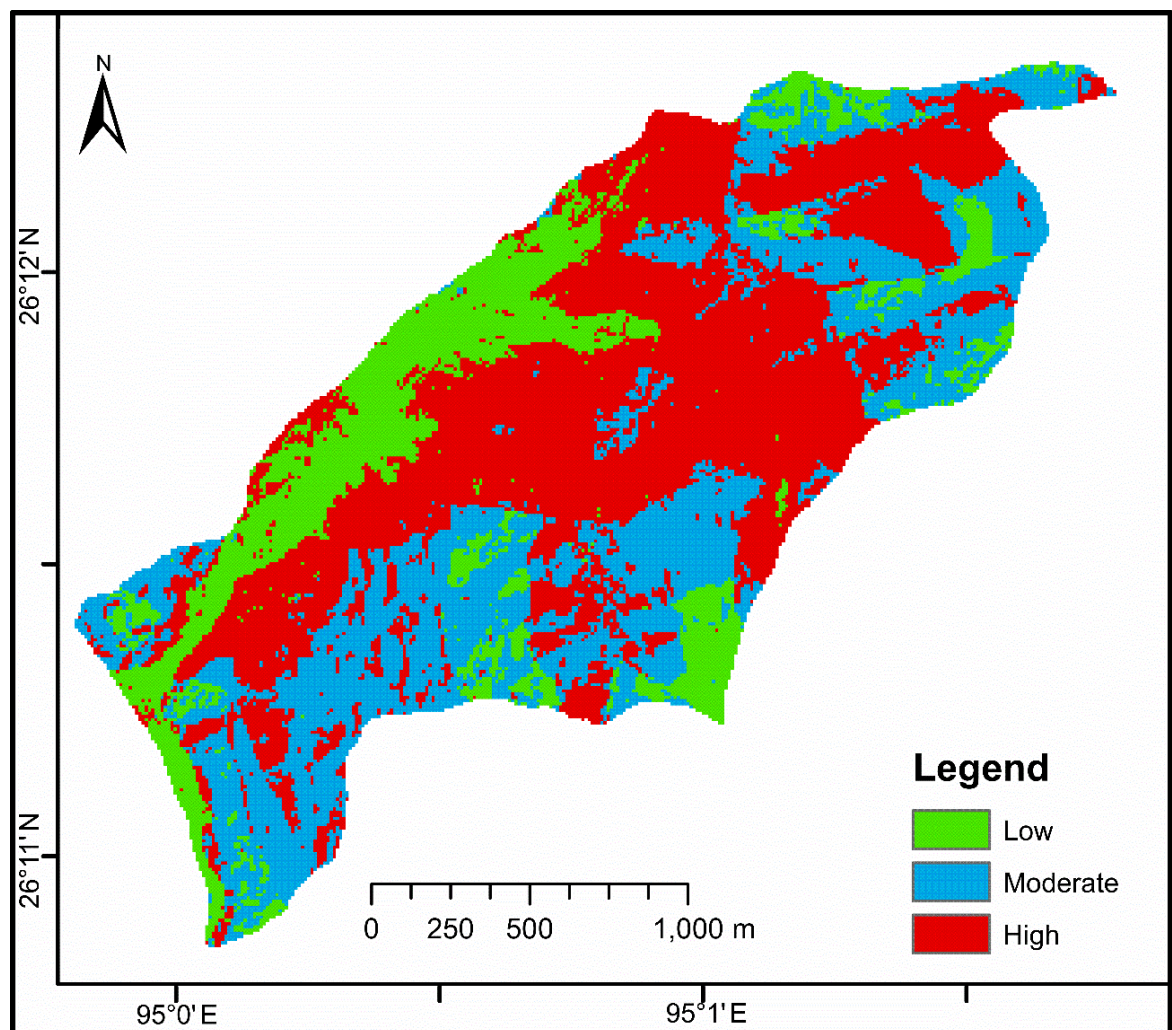 N
26°12' N
26°11' N
Legend
Low
Moderate
High
0 250 500 1,000 m
95°0' E 95°1' E